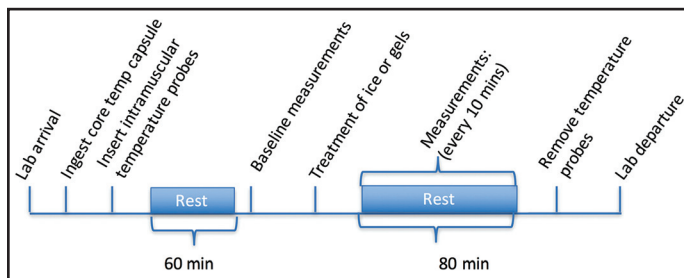 Lab arrival
Ingest core temp capsule
Insert intramuscular
temperature probes
Rest
60 min
Baseline measurements
Treatment of ice or gels
Measurements:
(every 10 mins)
Rest
80 min
Remove temperature
probes
Lab departure